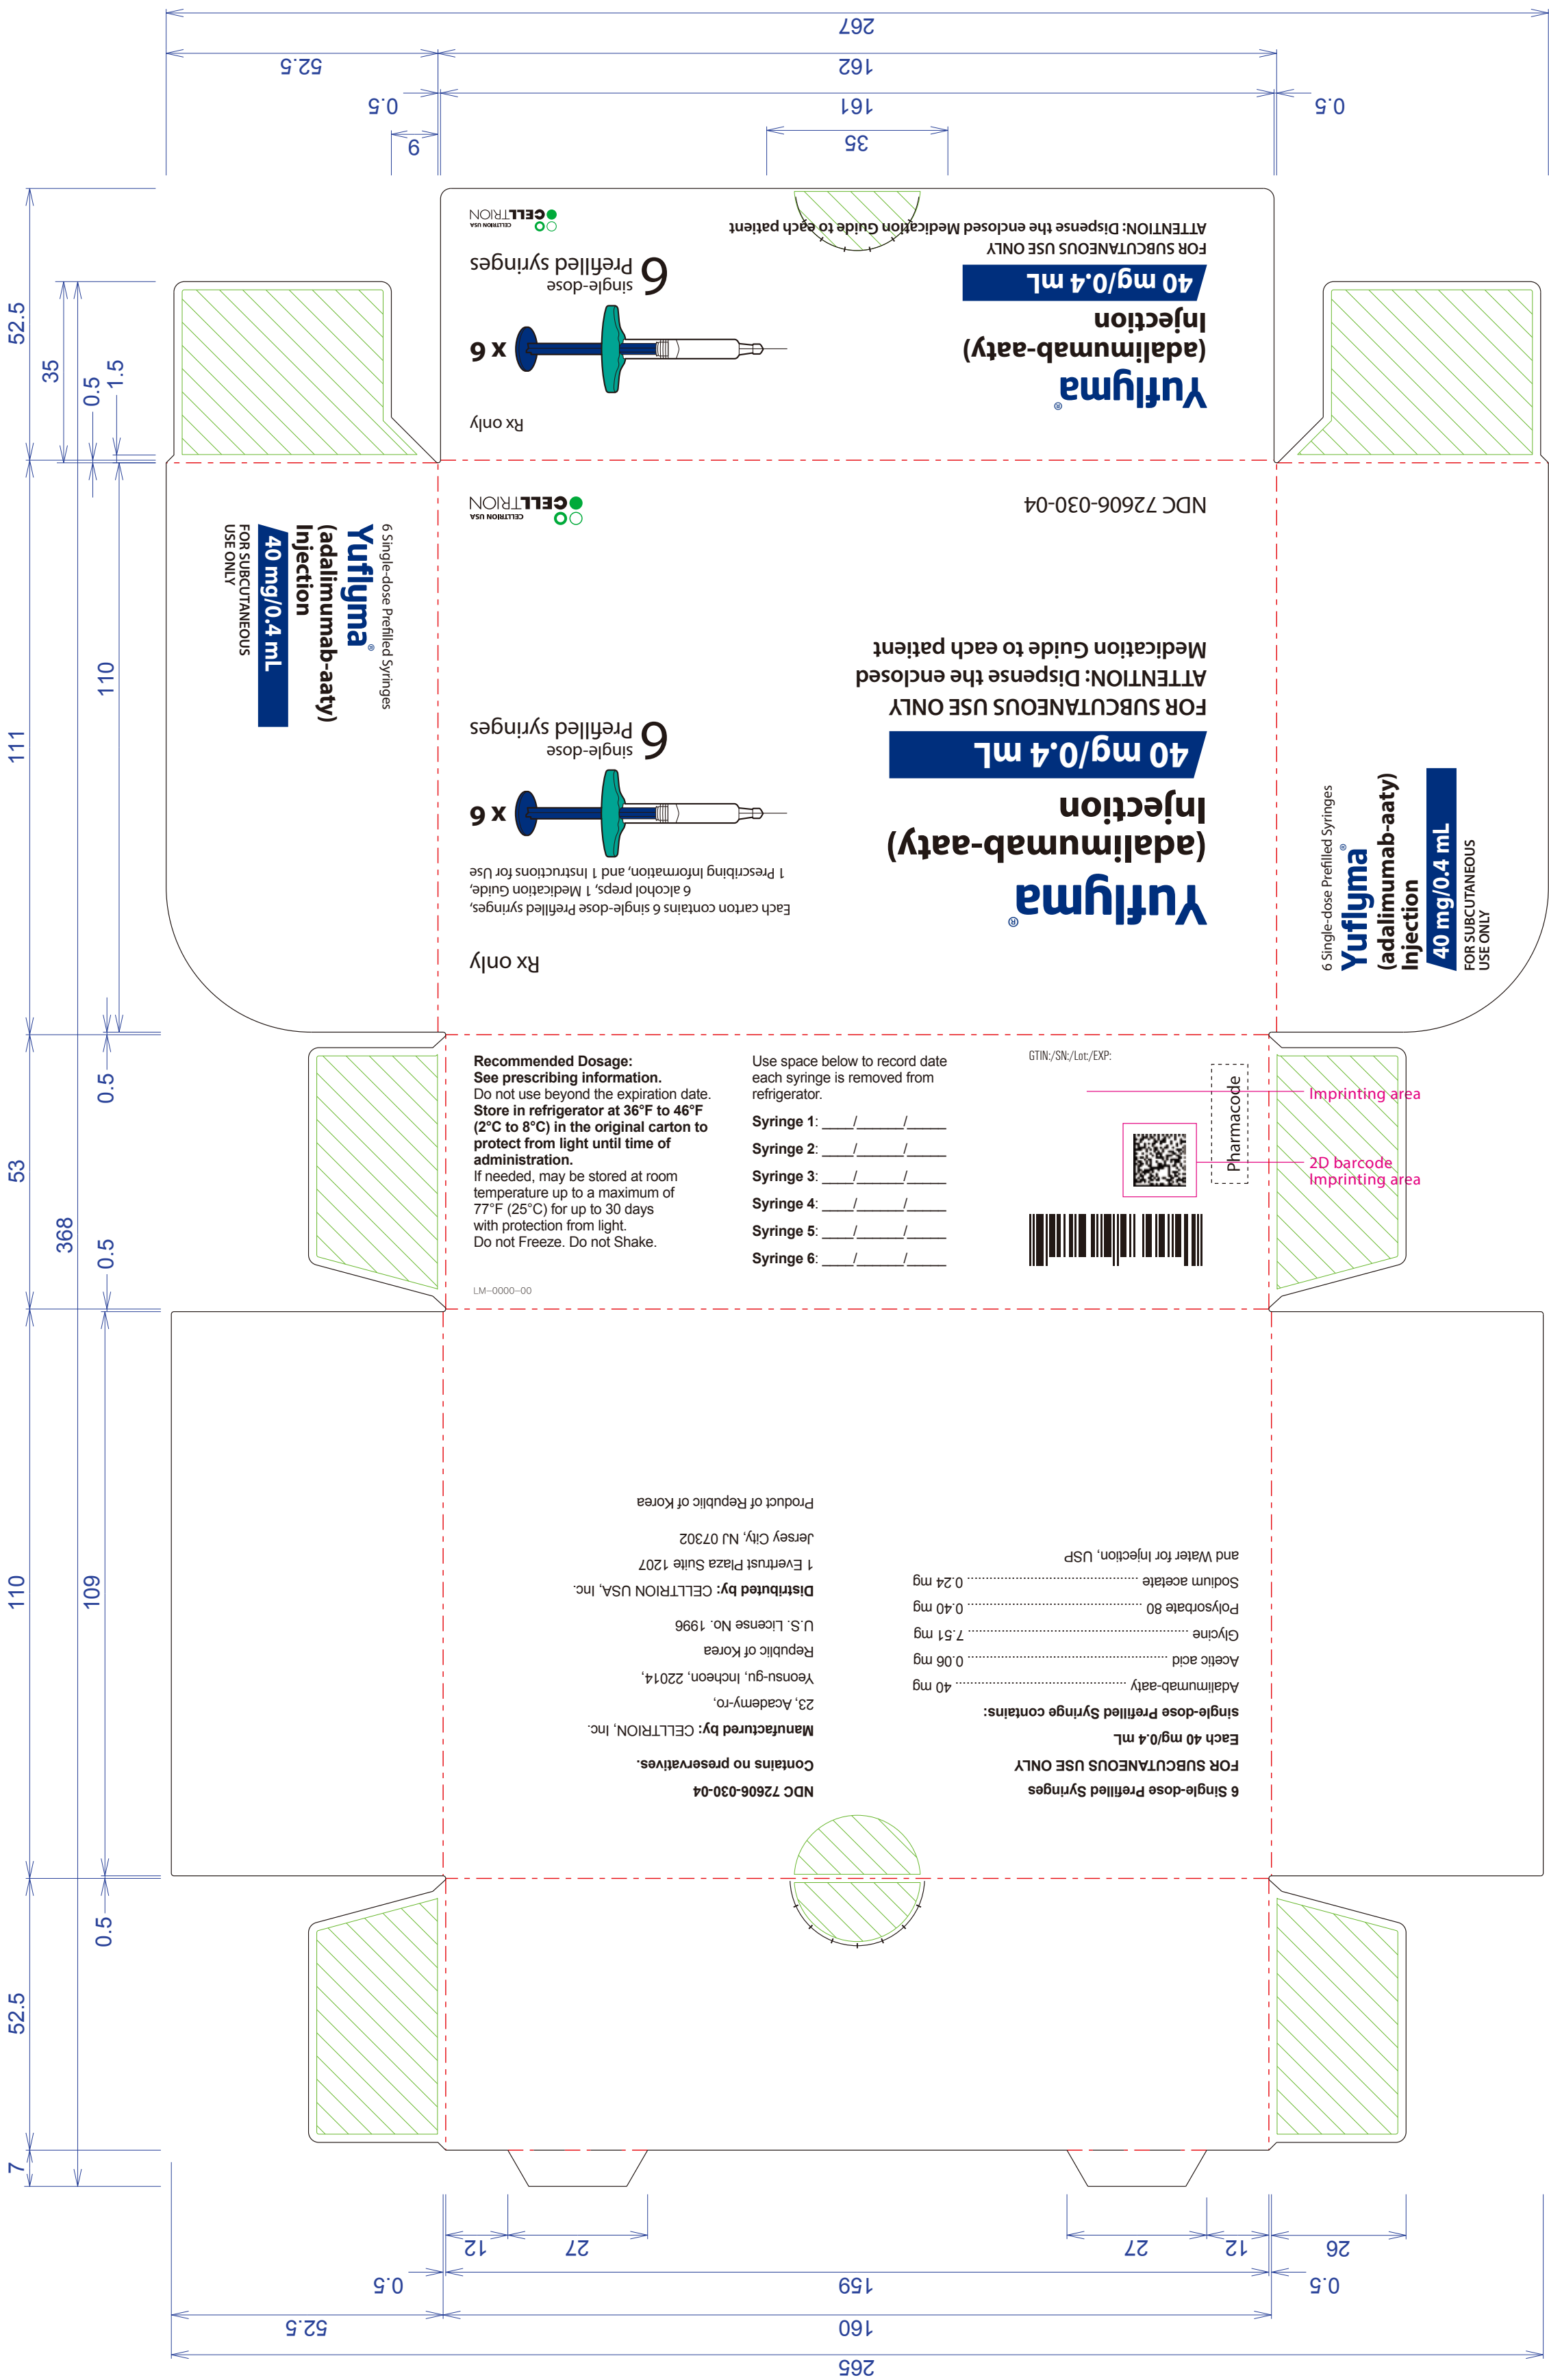 267
52.5
162
0.5
161
0.5
9
35
Yuflyma®
(adalimumab-aaty)
Injection
40 mg/0.4 mL
FOR SUBCUTANEOUS USE ONLY
ATTENTION: Dispense the enclosed Medication Guide to each patient
Rx only
x 6
6 single-dose
Prefilled syringes
CELLTRION USA
CELLTRION
52.5
35
0.5
1.5
NDC 72606-030-04
CELLTRION USA
CELLTRION
Yuflyma®
(adalimumab-aaty)
Injection
40 mg/0.4 mL
FOR SUBCUTANEOUS USE ONLY
ATTENTION: Dispense the enclosed
Medication Guide to each patient
Rx only
Each carton contains 6 single-dose Prefilled syringes,
6 alcohol preps, 1 Medication Guide,
1 Prescribing Information, and 1 Instructions for Use
x 6
6 single-dose
Prefilled syringes
6 Single-dose Prefilled Syringes
Yuflyma®
(adalimumab-aaty)
Injection
40 mg/0.4 mL
FOR SUBCUTANEOUS
USE ONLY
6 Single-dose Prefilled Syringes
Yuflyma®
(adalimumab-aaty)
Injection
40 mg/0.4 mL
FOR SUBCUTANEOUS
USE ONLY
111
110
0.5
53
368
0.5
Recommended Dosage:
See prescribing information.
Do not use beyond the expiration date.
Store in refrigerator at 36°F to 46°F
(2°C to 8°C) in the original carton to
protect from light until time of
administration.
If needed, may be stored at room
temperature up to a maximum of
77°F (25°C) for up to 30 days
with protection from light.
Do not Freeze. Do not Shake.
LM-0000-00
Use space below to record date
each syringe is removed from
refrigerator.
Syringe 1: ____/______/_____
Syringe 2: ____/______/_____
Syringe 3: ____/______/_____
Syringe 4: ____/______/_____
Syringe 5: ____/______/_____
Syringe 6: ____/______/_____
GTIN:/SN:/Lot:/EXP:
Pharmacode
Imprinting area
2D barcode
Imprinting area
110
109
6 Single-dose Prefilled Syringes
FOR SUBCUTANEOUS USE ONLY
Each 40 mg/0.4 mL
single-dose Prefilled Syringe contains:
Adalimumab-aaty ........................................ 40 mg
Acetic acid ................................................ 0.06 mg
Glycine ..................................................... 7.51 mg
Polysorbate 80 .......................................... 0.40 mg
Sodium acetate ......................................... 0.24 mg
and Water for Injection, USP
NDC 72606-030-04
Contains no preservatives.
Manufactured by: CELLTRION, Inc.
23, Academy-ro,
Yeonsu-gu, Incheon, 22014,
Republic of Korea
U.S. License No. 1996
Distributed by: CELLTRION USA, Inc.
1 Evertrust Plaza Suite 1207
Jersey City, NJ 07302
Product of Republic of Korea
0.5
52.5
7
12
27
27
12
26
0.5
159
0.5
52.5
160
265